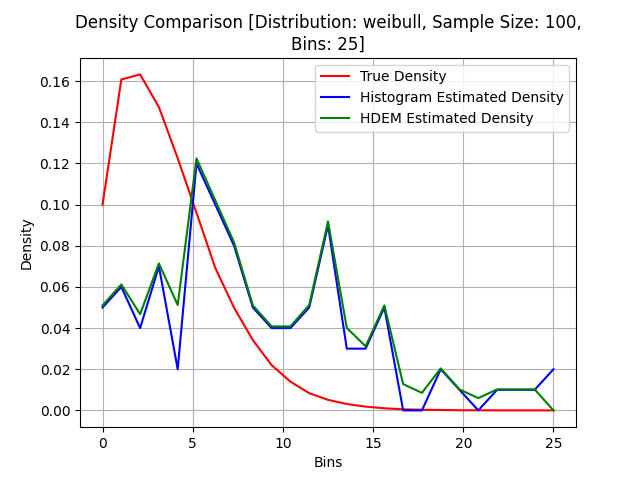 Density Comparison [Distribution: weibull, Sample Size: 100,
Bins: 25]
True Density
Histogram Estimated Density
HDEM Estimated Density
Density
0.16
0.14
0.12
0.10
0.08
0.06
0.04
0.02
0.00
0 5 10 15 20 25
Bins